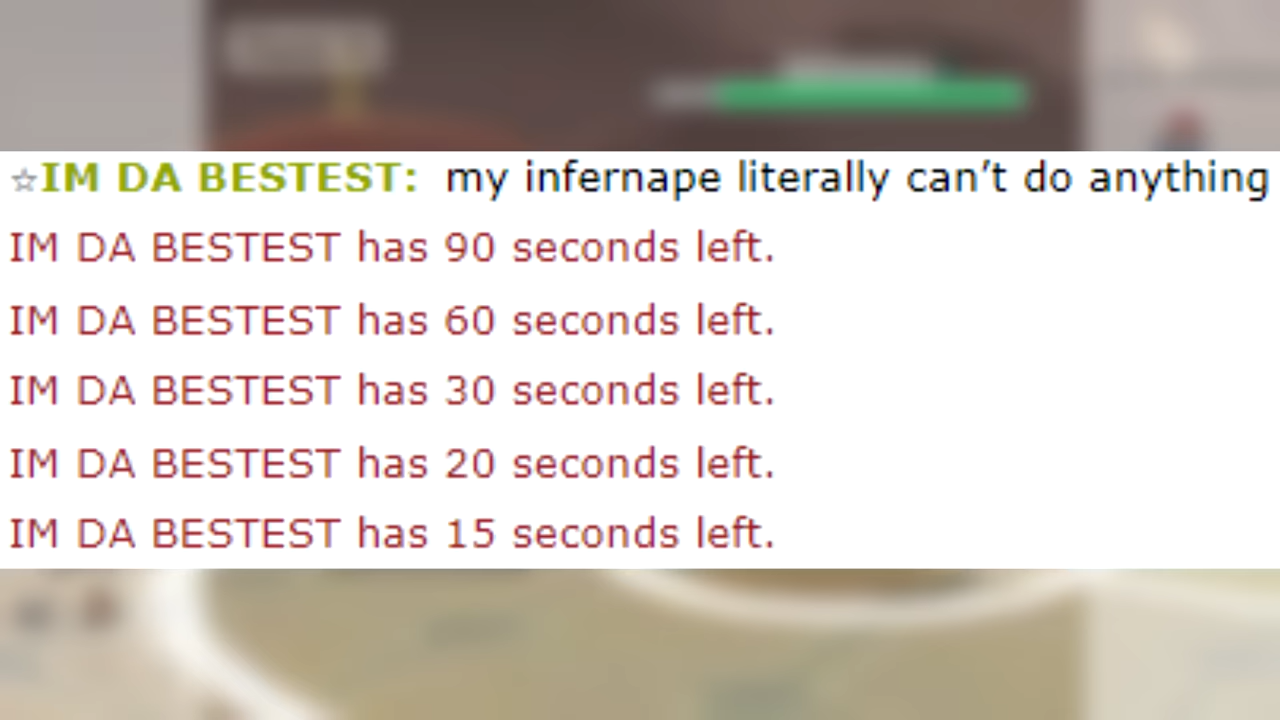 ☆IM DA BESTEST: my infernape literally can’t do anything
IM DA BESTEST has 90 seconds left.
IM DA BESTEST has 60 seconds left.
IM DA BESTEST has 30 seconds left.
IM DA BESTEST has 20 seconds left.
IM DA BESTEST has 15 seconds left.